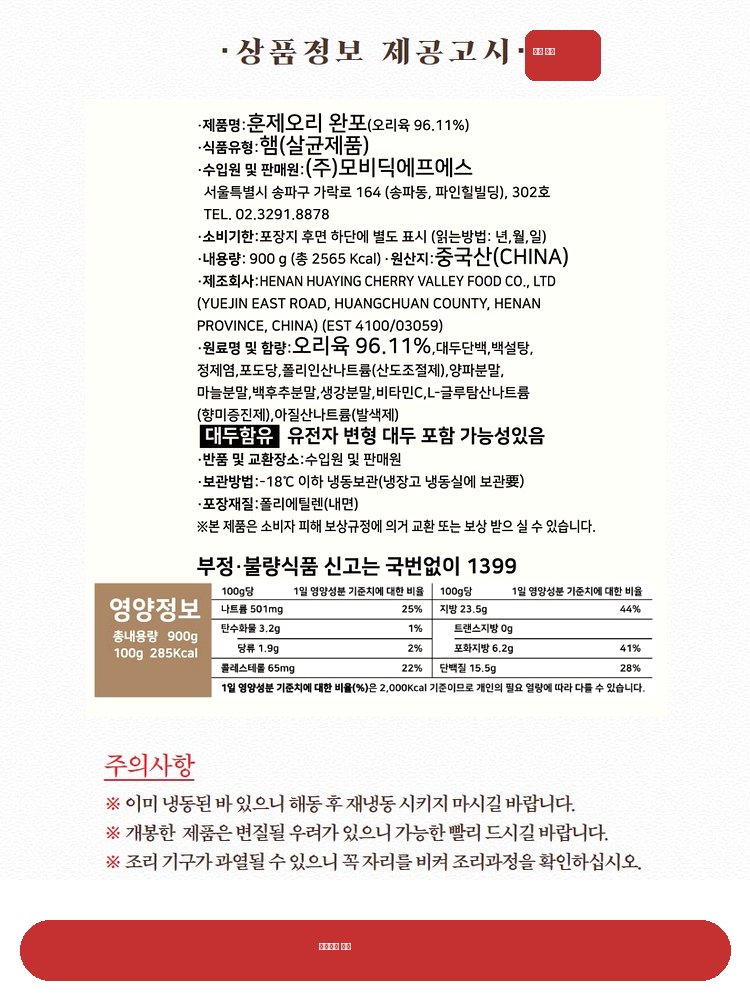 ·상품정보 제공고시·
·제품명:훈제오리 완포(오리육 96.11%)
·식품유형:햄(살균제품)
·수입원 및 판매원:(주)모비딕에프에스
서울특별시 송파구 가락로 164 (송파동, 파인힐빌딩), 302호
TEL. 02.3291.8878
·소비기한:포장지 후면 하단에 별도 표시 (읽는방법: 년,월,일)
·내용량: 900 g (총 2565 Kcal) ·원산지:중국산(CHINA)
·제조회사:HENAN HUAYING CHERRY VALLEY FOOD CO., LTD
(YUEJIN EAST ROAD, HUANGCHUAN COUNTY, HENAN
PROVINCE, CHINA) (EST 4100/03059)
·원료명 및 함량:오리육 96.11%,대두단백,백설탕,
정제염,포도당,폴리인산나트륨(산도조절제),양파분말,
마늘분말,백후추분말,생강분말,비타민C,L-글루탐산나트륨
(향미증진제),아질산나트륨(발색제)
대두함유 유전자 변형 대두 포함 가능성있음
·반품 및 교환장소:수입원 및 판매원
·보관방법:-18℃ 이하 냉동보관(냉장고 냉동실에 보관要)
·포장재질:폴리에틸렌(내면)
※본 제품은 소비자 피해 보상규정에 의거 교환 또는 보상 받으 실 수 있습니다.
부정·불량식품 신고는 국번없이 1399
영양정보
총내용량 900g
100g 285Kcal
100g당 1일 영양성분 기준치에 대한 비율
나트륨 501mg 25%
탄수화물 3.2g 1%
당류 1.9g 2%
콜레스테롤 65mg 22%
100g당 1일 영양성분 기준치에 대한 비율
지방 23.5g 44%
트랜스지방 0g
포화지방 6.2g 41%
단백질 15.5g 28%
1일 영양성분 기준치에 대한 비율(%)은 2,000Kcal 기준이므로 개인의 필요 열량에 따라 다를 수 있습니다.
주의사항
※ 이미 냉동된 바 있으니 해동 후 재냉동 시키지 마시길 바랍니다.
※ 개봉한 제품은 변질될 우려가 있으니 가능한 빨리 드시길 바랍니다.
※ 조리 기구가 과열될 수 있으니 꼭 자리를 비켜 조리과정을 확인하십시오.